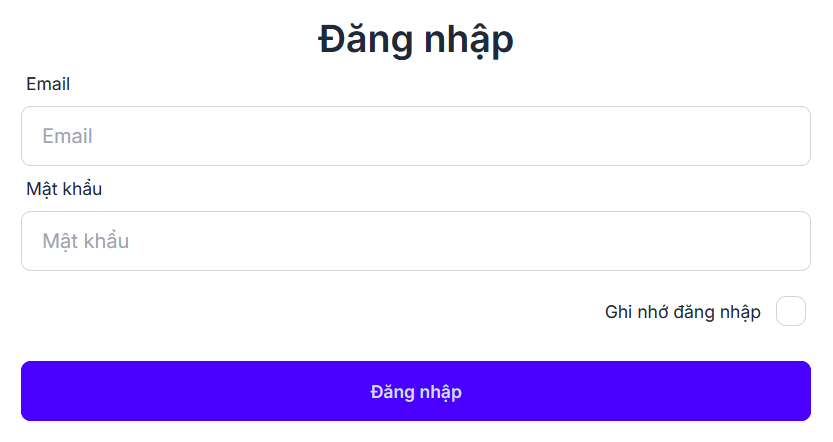 Đăng nhập
Email
Email
Mật khẩu
Mật khẩu
Ghi nhớ đăng nhập
Đăng nhập